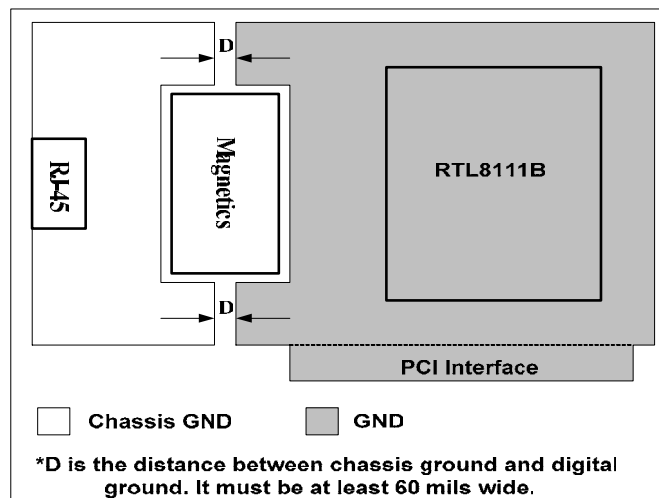 D
RJ-45
Magnetics
RTL8111B
D
PCI Interface
Chassis GND
GND
*D is the distance between chassis ground and digital
ground. It must be at least 60 mils wide.